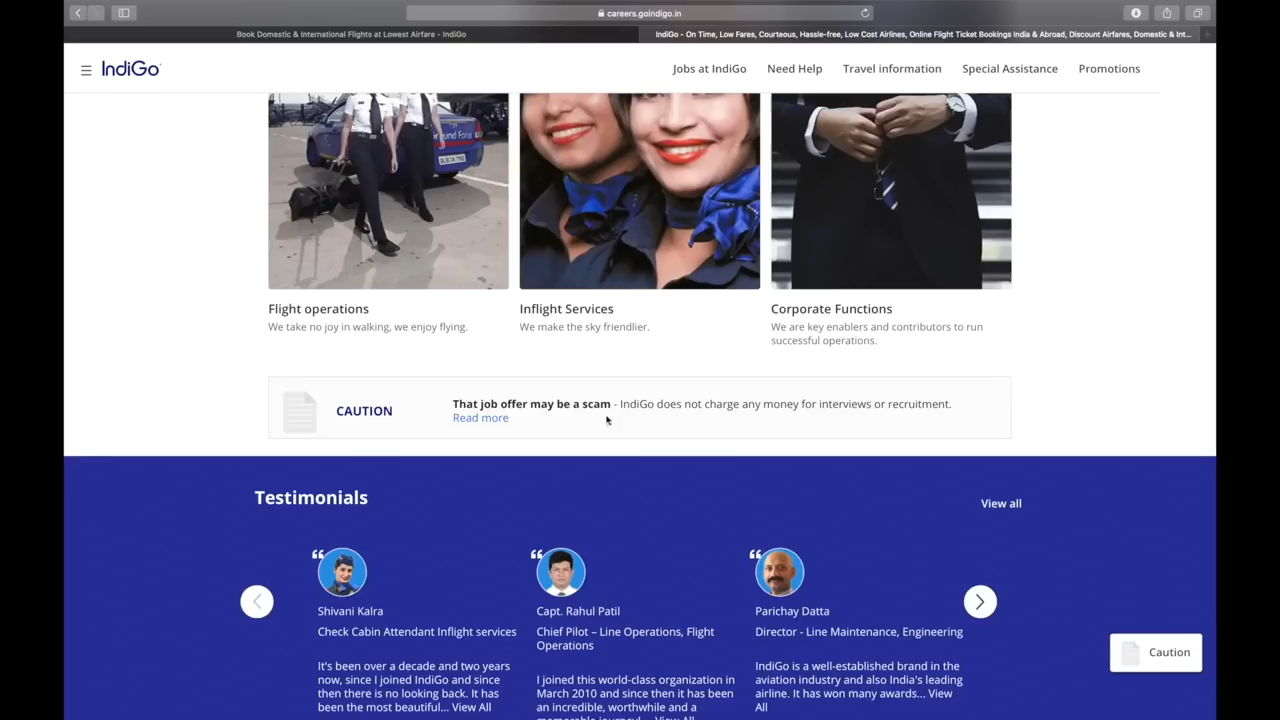 careers.goindigo.in
Book Domestic & International Flights at Lowest Airfare - IndiGo
IndiGo - On Time, Low Fares, Courteous, Hassle-free, Low Cost Airlines, Online Flight Ticket Bookings India & Abroad, Discount Airfares, Domestic & Int...
IndiGo
Jobs at IndiGo
Need Help
Travel information
Special Assistance
Promotions
Flight operations
We take no joy in walking, we enjoy flying.
Inflight Services
We make the sky friendlier.
Corporate Functions
We are key enablers and contributors to run
successful operations.
CAUTION
That job offer may be a scam - IndiGo does not charge any money for interviews or recruitment.
Read more
Testimonials
View all
Shivani Kalra
Check Cabin Attendant Inflight services
It's been over a decade and two years
now, since I joined IndiGo and since
then there is no looking back. It has
been the most beautiful... View All
Capt. Rahul Patil
Chief Pilot – Line Operations, Flight
Operations
I joined this world-class organization in
March 2010 and since then it has been
an incredible, worthwhile and a
memorable journey!... View All
Parichay Datta
Director - Line Maintenance, Engineering
IndiGo is a well-established brand in the
aviation industry and also India's leading
airline. It has won many awards... View
All
Caution